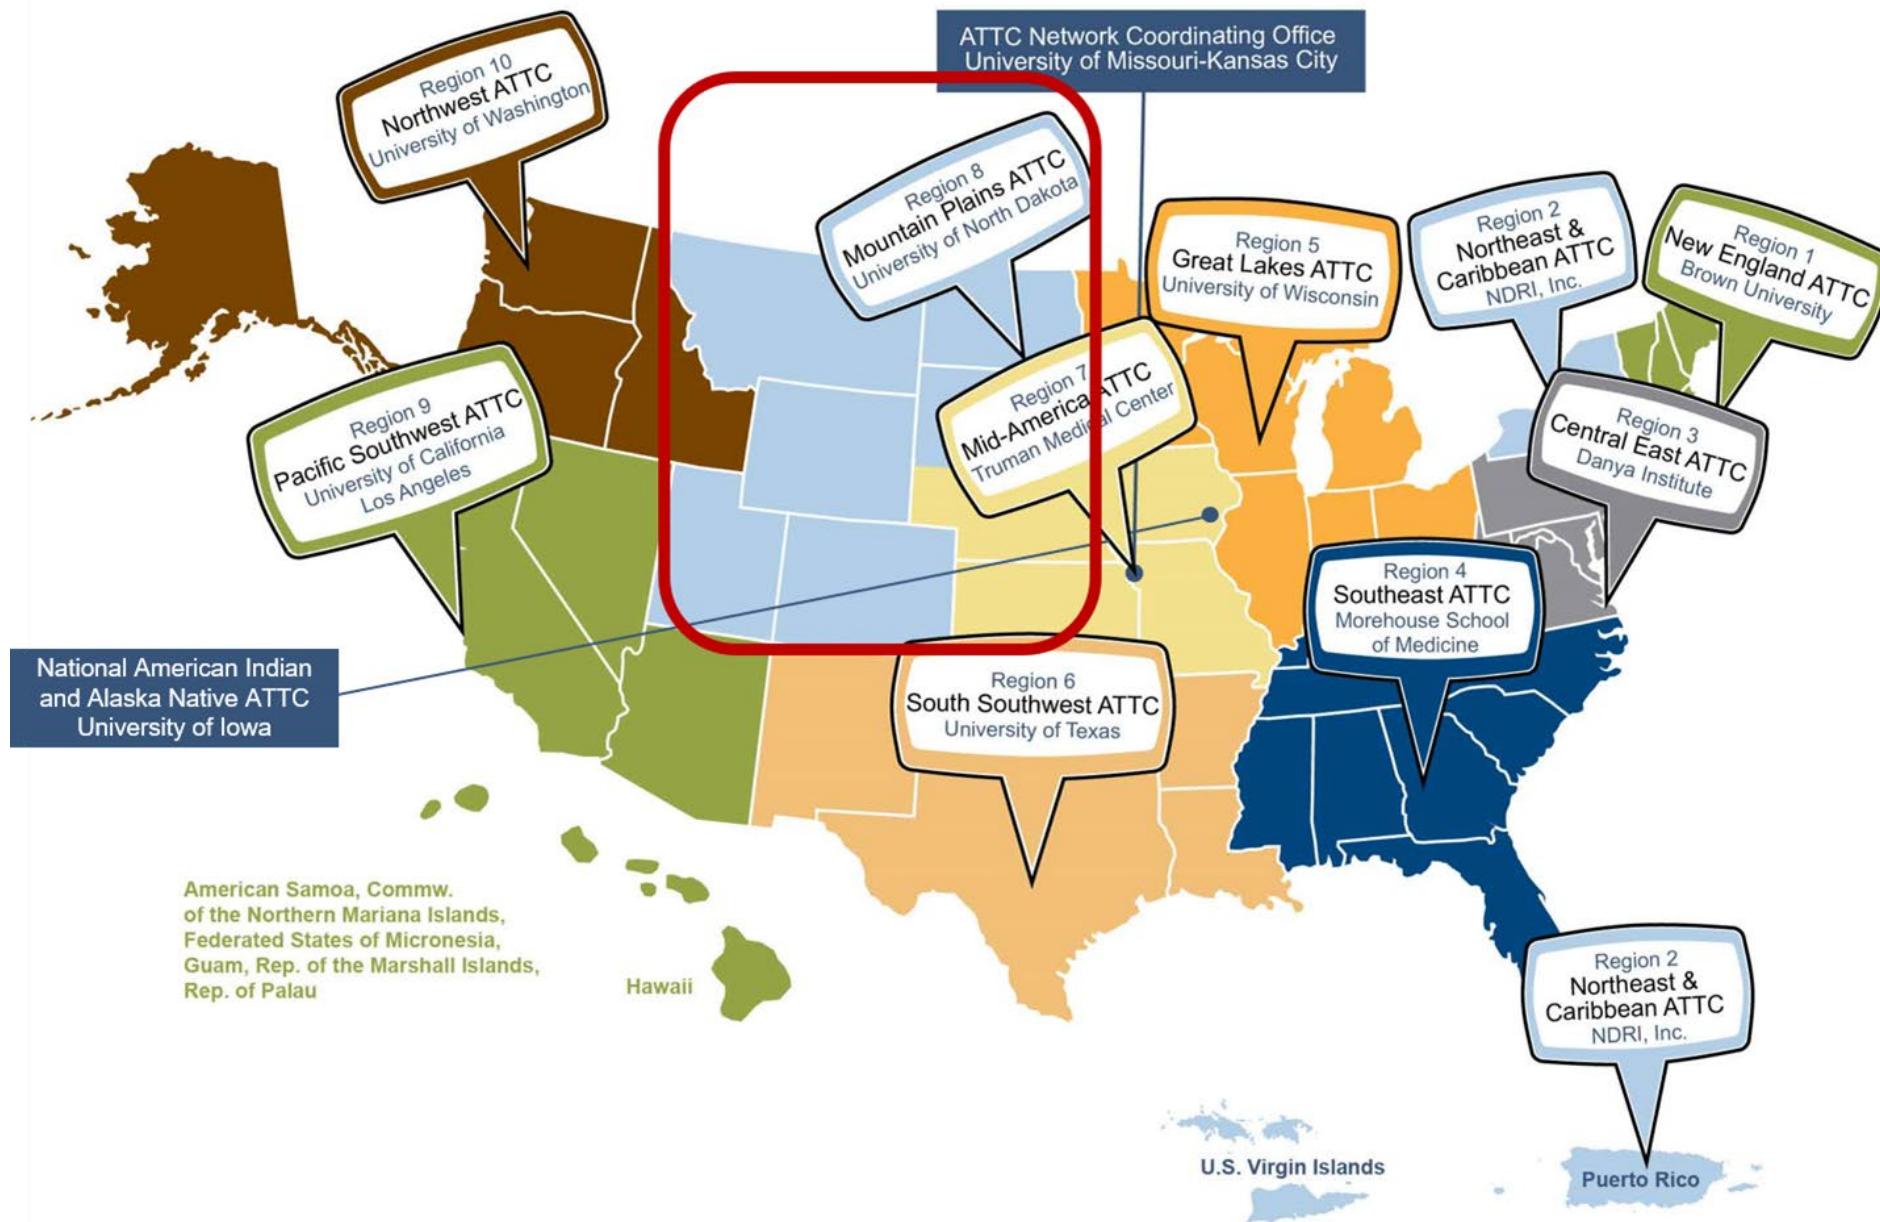 ATTC Network Coordinating Office
University of Missouri-Kansas City
Region 10
Northwest ATTC
University of Washington
Region 8
Mountain Plains ATTC
University of North Dakota
Region 5
Great Lakes ATTC
University of Wisconsin
Region 2
Northeast &
Caribbean ATTC
NDRI, Inc.
Region 1
New England ATTC
Brown University
Region 9
Pacific Southwest ATTC
University of California
Los Angeles
Region 7
Mid-America ATTC
Truman Medical Center
Region 3
Central East ATTC
Danya Institute
Region 4
Southeast ATTC
Morehouse School
of Medicine
National American Indian
and Alaska Native ATTC
University of Iowa
Region 6
South Southwest ATTC
University of Texas
American Samoa, Commw.
of the Northern Mariana Islands,
Federated States of Micronesia,
Guam, Rep. of the Marshall Islands,
Rep. of Palau
Hawaii
Region 2
Northeast &
Caribbean ATTC
NDRI, Inc.
U.S. Virgin Islands
Puerto Rico